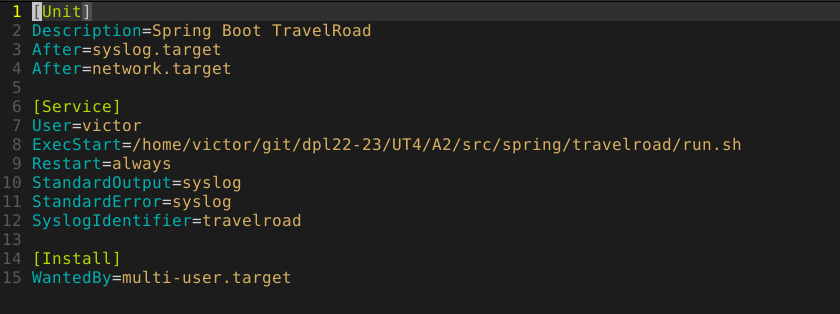 1 [Unit]
2 Description=Spring Boot TravelRoad
3 After=syslog.target
4 After=network.target
5
6 [Service]
7 User=victor
8 ExecStart=/home/victor/git/dpl22-23/UT4/A2/src/spring/travelroad/run.sh
9 Restart=always
10 StandardOutput=syslog
11 StandardError=syslog
12 SyslogIdentifier=travelroad
13
14 [Install]
15 WantedBy=multi-user.target